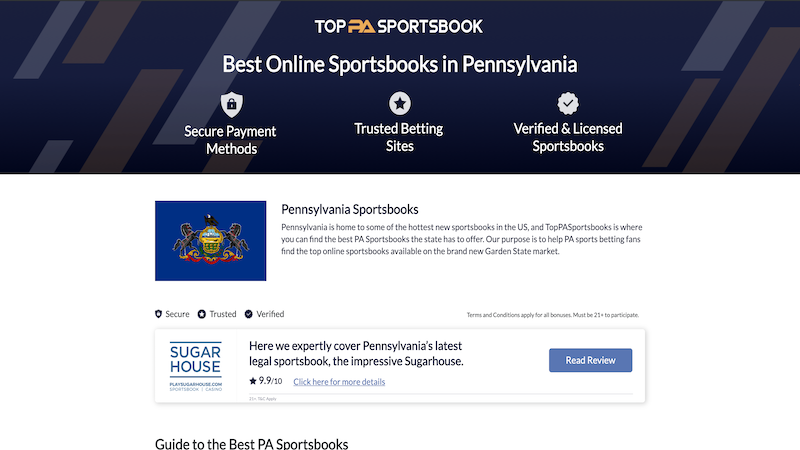 TOP PA SPORTSBOOK
Best Online Sportsbooks in Pennsylvania
Secure Payment
Methods
Trusted Betting
Sites
Verified & Licensed
Sportsbooks
Pennsylvania Sportsbooks
Pennsylvania is home to some of the hottest new sportsbooks in the US, and TopPASportsbooks is where
you can find the best PA Sportsbooks the state has to offer. Our purpose is to help PA sports betting fans
find the top online sportsbooks available on the brand new Garden State market.
Secure Trusted Verified
Terms and Conditions apply for all bonuses. Must be 21+ to participate.
SUGAR
HOUSE
PLAYSUGARHOUSE.COM
SPORTSBOOK / CASINO
Here we expertly cover Pennsylvania's latest
legal sportsbook, the impressive Sugarhouse.
9.9/10 Click here for more details
Read Review
21+. T&C Apply
Guide to the Best PA Sportsbooks